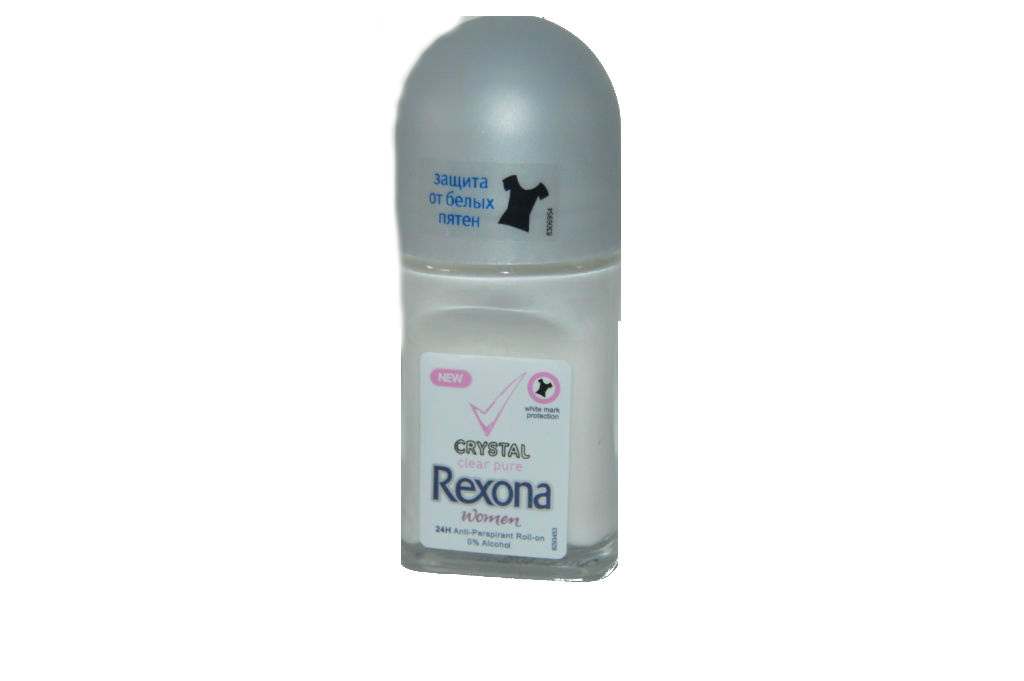 защита
от белых
пятен
8306954
NEW
white mark
protection
CRYSTAL
clear pure
Rexona
women
24H Anti-Perspirant Roll-on
0% Alcohol